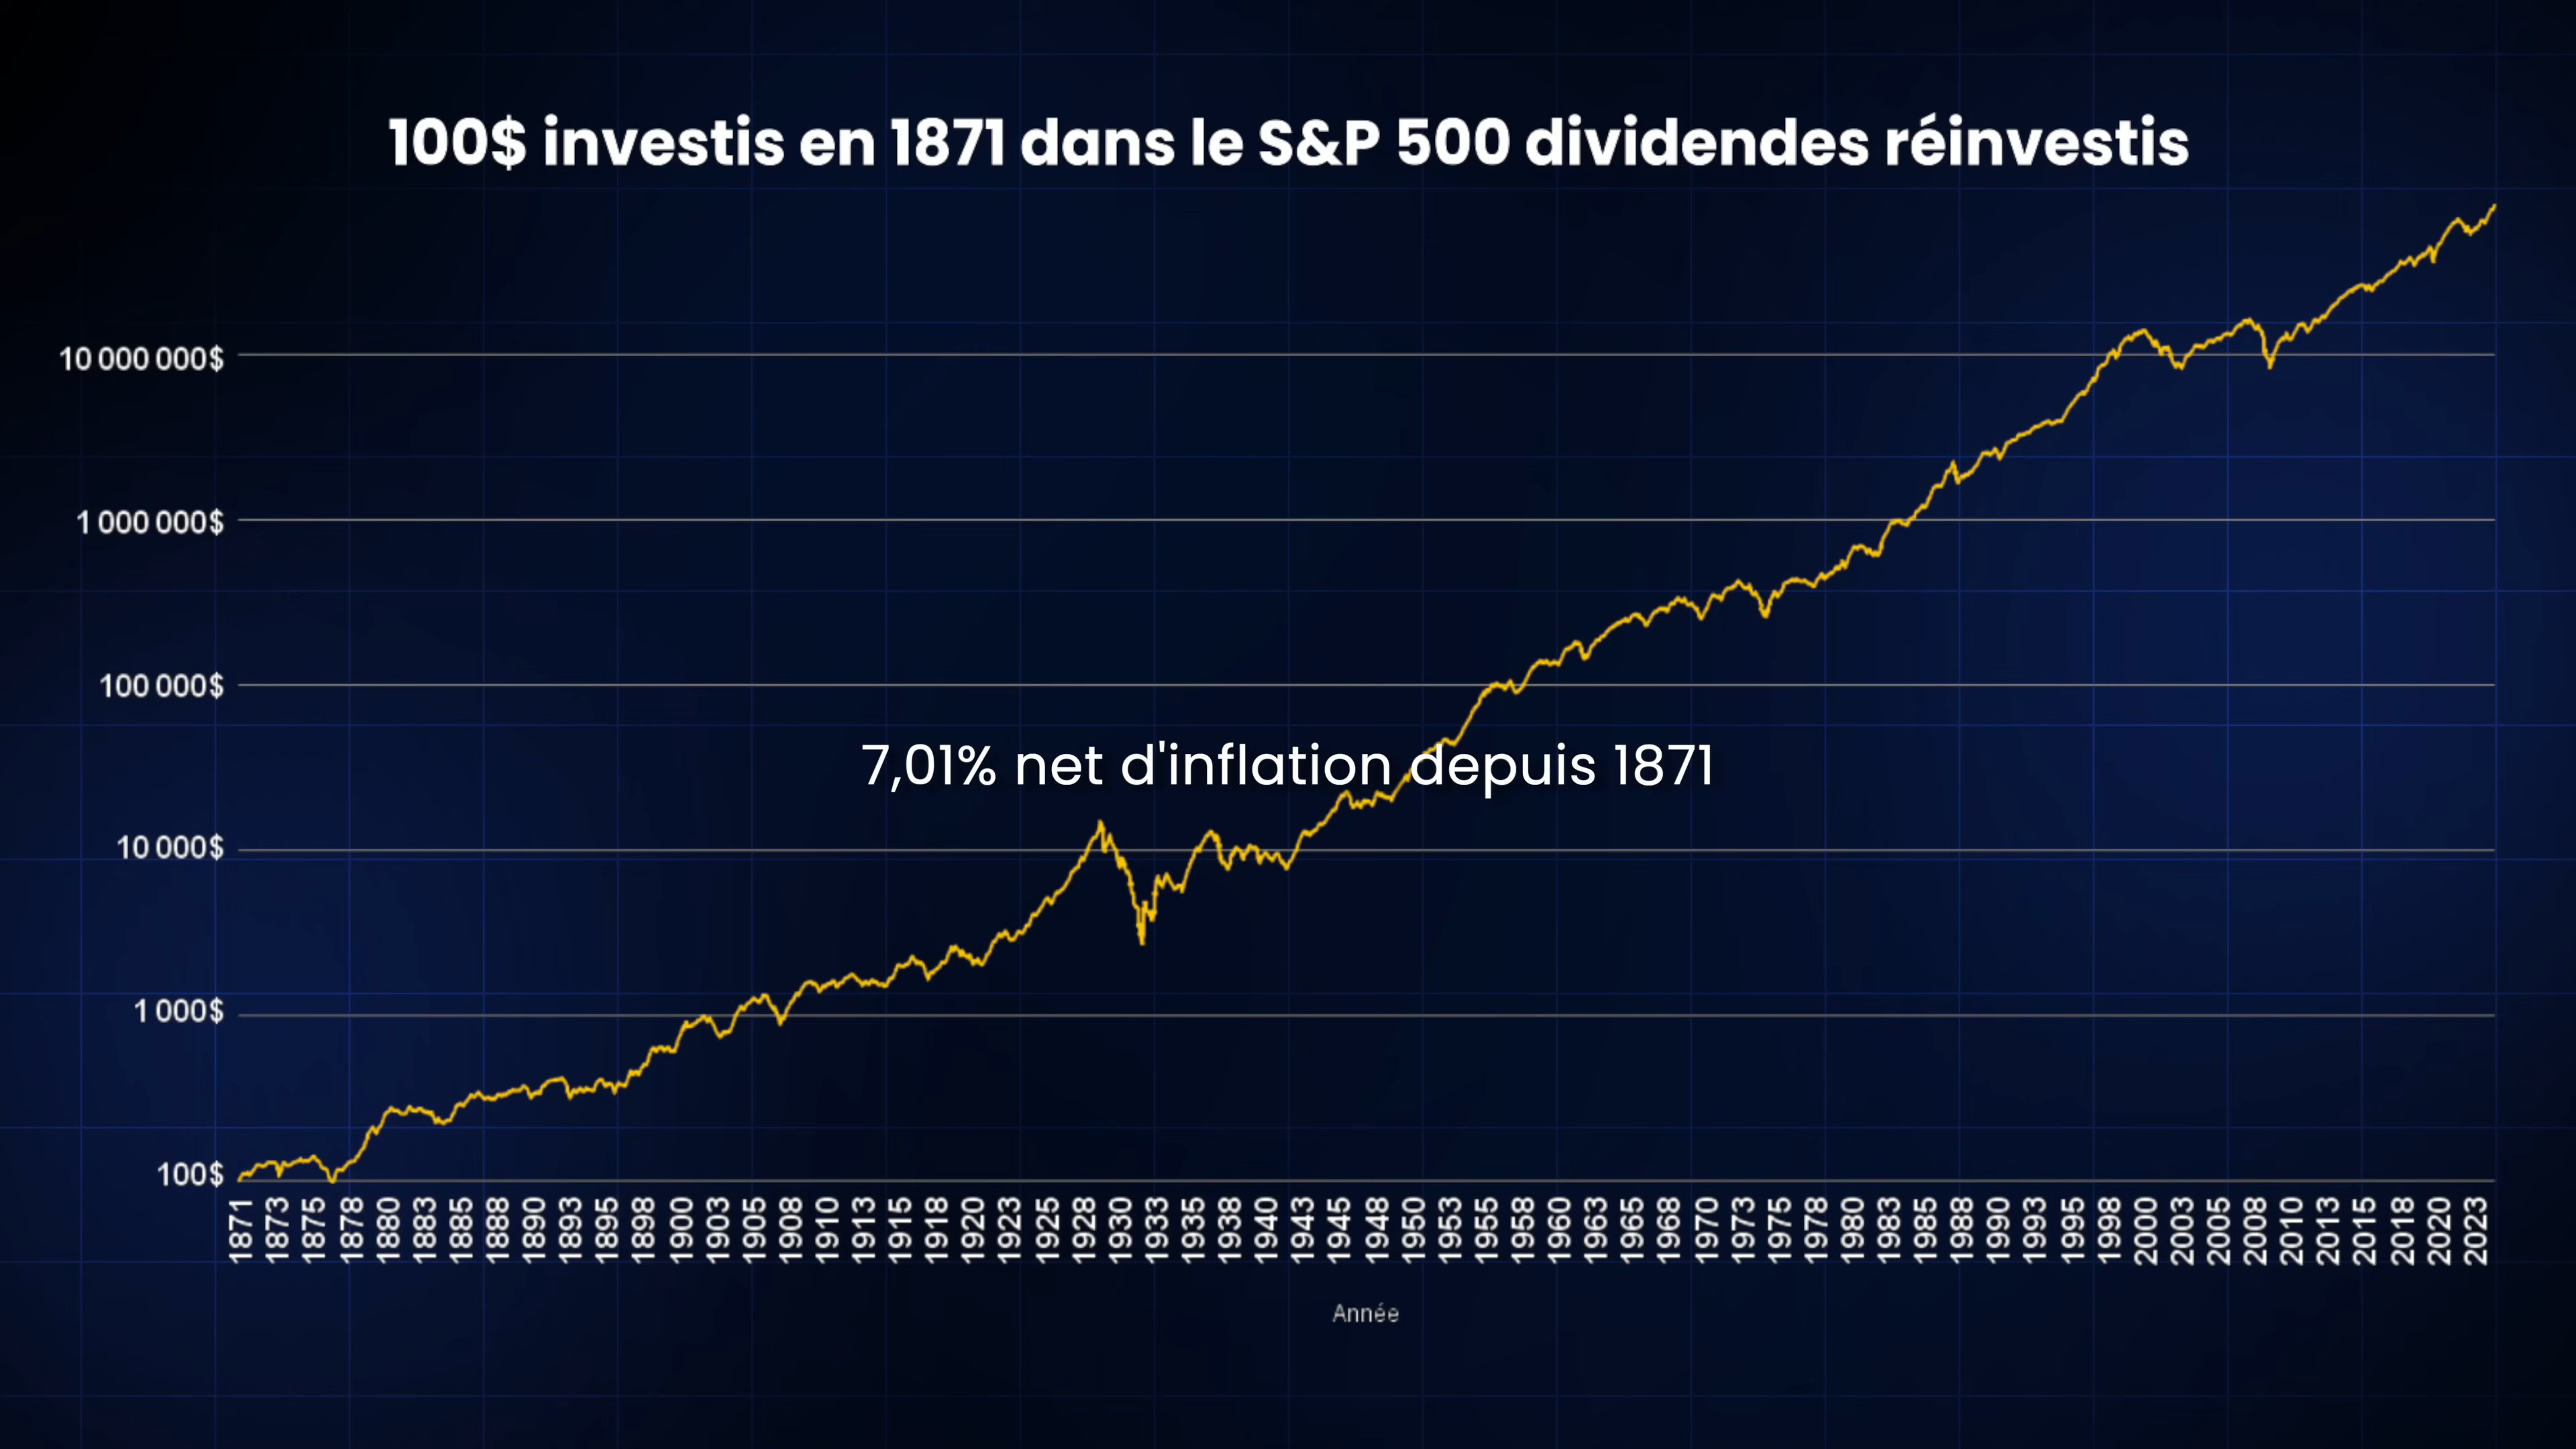 100$ investis en 1871 dans le S&P 500 dividendes réinvestis
10 000 000$
1 000 000$
100 000$
7,01% net d'inflation depuis 1871
10 000$
1 000$
100$
1871 1873 1875 1878 1880 1883 1885 1888 1890 1893 1895 1898 1900 1903 1905 1908 1910 1913 1915 1918 1920 1923 1925 1928 1930 1933 1935 1938 1940 1943 1945 1948 1950 1953 1955 1958 1960 1963 1965 1968 1970 1973 1975 1978 1980 1983 1985 1988 1990 1993 1995 1998 2000 2003 2005 2008 2010 2013 2015 2018 2020 2023
Année